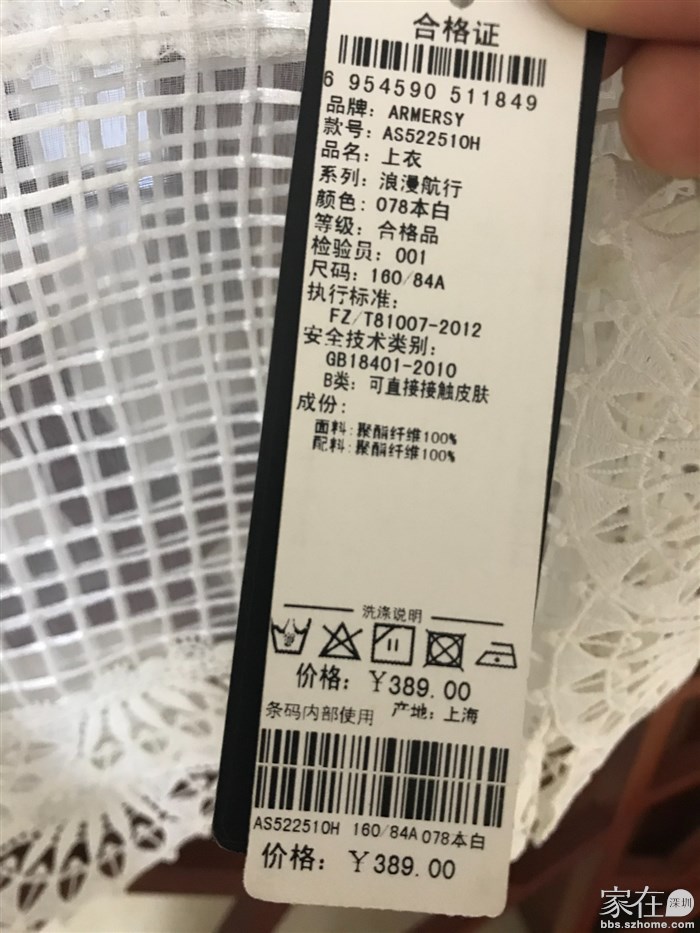 合格证
6 954590 511849
品牌: ARMERSY
款号: AS522510H
品名: 上衣
系列: 浪漫航行
颜色: 078本白
等级: 合格品
检验员: 001
尺码: 160/84A
执行标准:
FZ/T81007-2012
安全技术类别:
GB18401-2010
B类: 可直接接触皮肤
成份:
面料:聚酯纤维100%
配料:聚酯纤维100%
洗涤说明
价格: ￥389.00
条码内部使用 产地: 上海
AS522510H 160/84A 078本白
价格: ￥389.00
家在深圳
bbs.szhome.com